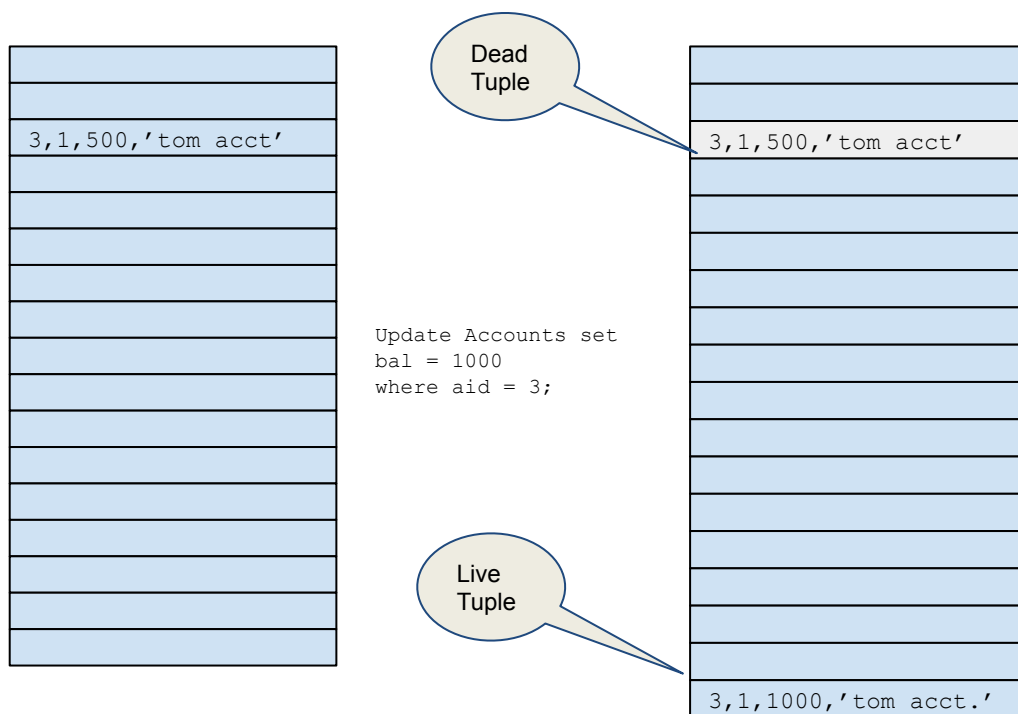 3,1,500,’tom acct’
Dead
Tuple
3,1,500,’tom acct’
Update Accounts set
bal = 1000
where aid = 3;
Live
Tuple
3,1,1000,’tom acct.’